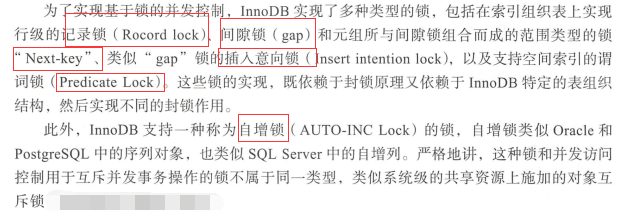 为了实现基于锁的并发控制，InnoDB 实现了多种类型的锁，包括在索引组织表上实现
行级的记录锁（Rocord lock）、间隙锁（gap）和元组所与间隙锁组合而成的范围类型的锁
“Next-key”、类似“gap”锁的插入意向锁（Insert intention lock），以及支持空间索引的谓
词锁（Predicate Lock）。这些锁的实现，既依赖于封锁原理又依赖于 InnoDB 特定的表组织
结构，然后实现不同的封锁作用。
此外，InnoDB 支持一种称为自增锁（AUTO-INC Lock）的锁，自增锁类似 Oracle 和
PostgreSQL 中的序列对象，也类似 SQL Server 中的自增列。严格地讲，这种锁和并发访问
控制用于互斥并发事务操作的锁不属于同一类型，类似系统级的共享资源上施加的对象互
斥锁